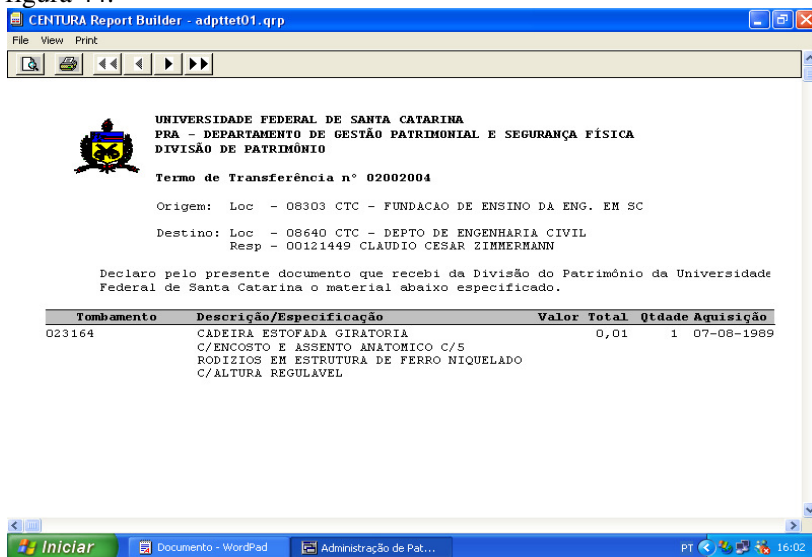 figura 44.
CENTURA Report Builder - adpttet01.qrp
File View Print
UNIVERSIDADE FEDERAL DE SANTA CATARINA
PRA - DEPARTAMENTO DE GESTÃO PATRIMONIAL E SEGURANÇA FÍSICA
DIVISÃO DE PATRIMÔNIO
Termo de Transferência n° 02002004
Origem: Loc - 08303 CTC - FUNDACAO DE ENSINO DA ENG. EM SC
Destino: Loc - 08640 CTC - DEPTO DE ENGENHARIA CIVIL
Resp - 00121449 CLAUDIO CESAR ZIMMERMANN
Declaro pelo presente documento que recebi da Divisão do Patrimônio da Universidade
Federal de Santa Catarina o material abaixo especificado.
Tombamento Descrição/Especificação Valor Total Qtdade Aquisição
023164 CADEIRA ESTOFADA GIRATORIA 0,01 1 07-08-1989
C/ENCOSTO E ASSENTO ANATOMICO C/5
RODIZIOS EM ESTRUTURA DE FERRO NIQUELADO
C/ALTURA REGULAVEL
Iniciar Documento - WordPad Administração de Pat... PT 16:02